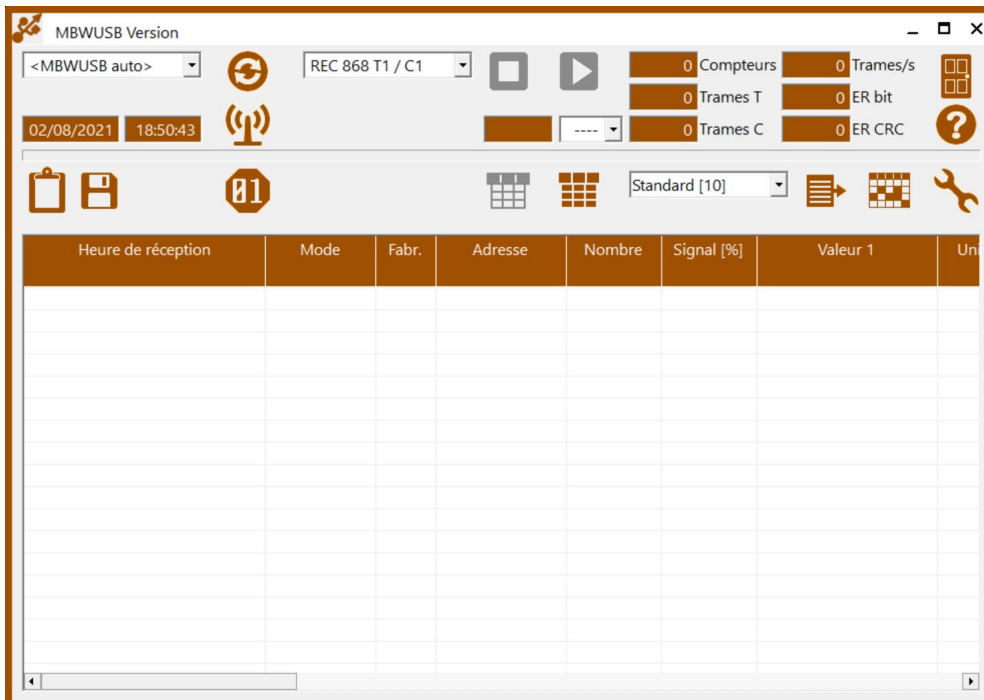 MBWUSB Version
<MBWUSB auto>
REC 868 T1 / C1
0 Compteurs
0 Trames/s
0 Trames T
0 ER bit
02/08/2021
18:50:43
----
0 Trames C
0 ER CRC
?
01
Standard [10]
Heure de réception
Mode
Fabr.
Adresse
Nombre
Signal [%]
Valeur 1
Uni